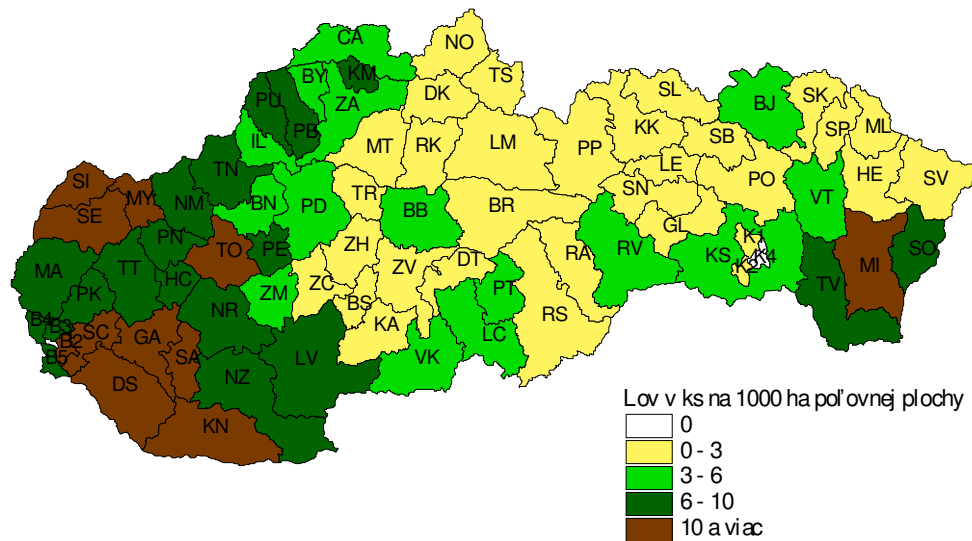 CA
NO
BY
KM
TS
PU
ZA
DK
SL
BJ
SK
PB
KK
SP
ML
IL
MT
RK
LM
PP
SB
TN
LE
PO
HE
SV
SI
MY
NM
BN
PD
TR
SN
VT
SE
BB
BR
GL
PN
TO
PE
ZH
RA
RV
KS
K1
K4
K2
SO
MA
TT
HC
ZM
ZC
ZV
DT
TV
MI
PK
NR
BS
PT
RS
B4
B3
B2
SC
GA
SA
KA
LC
B5
LV
VK
DS
NZ
KN
Lov v ks na 1000 ha poľovnej plochy
0
0 - 3
3 - 6
6 - 10
10 a viac